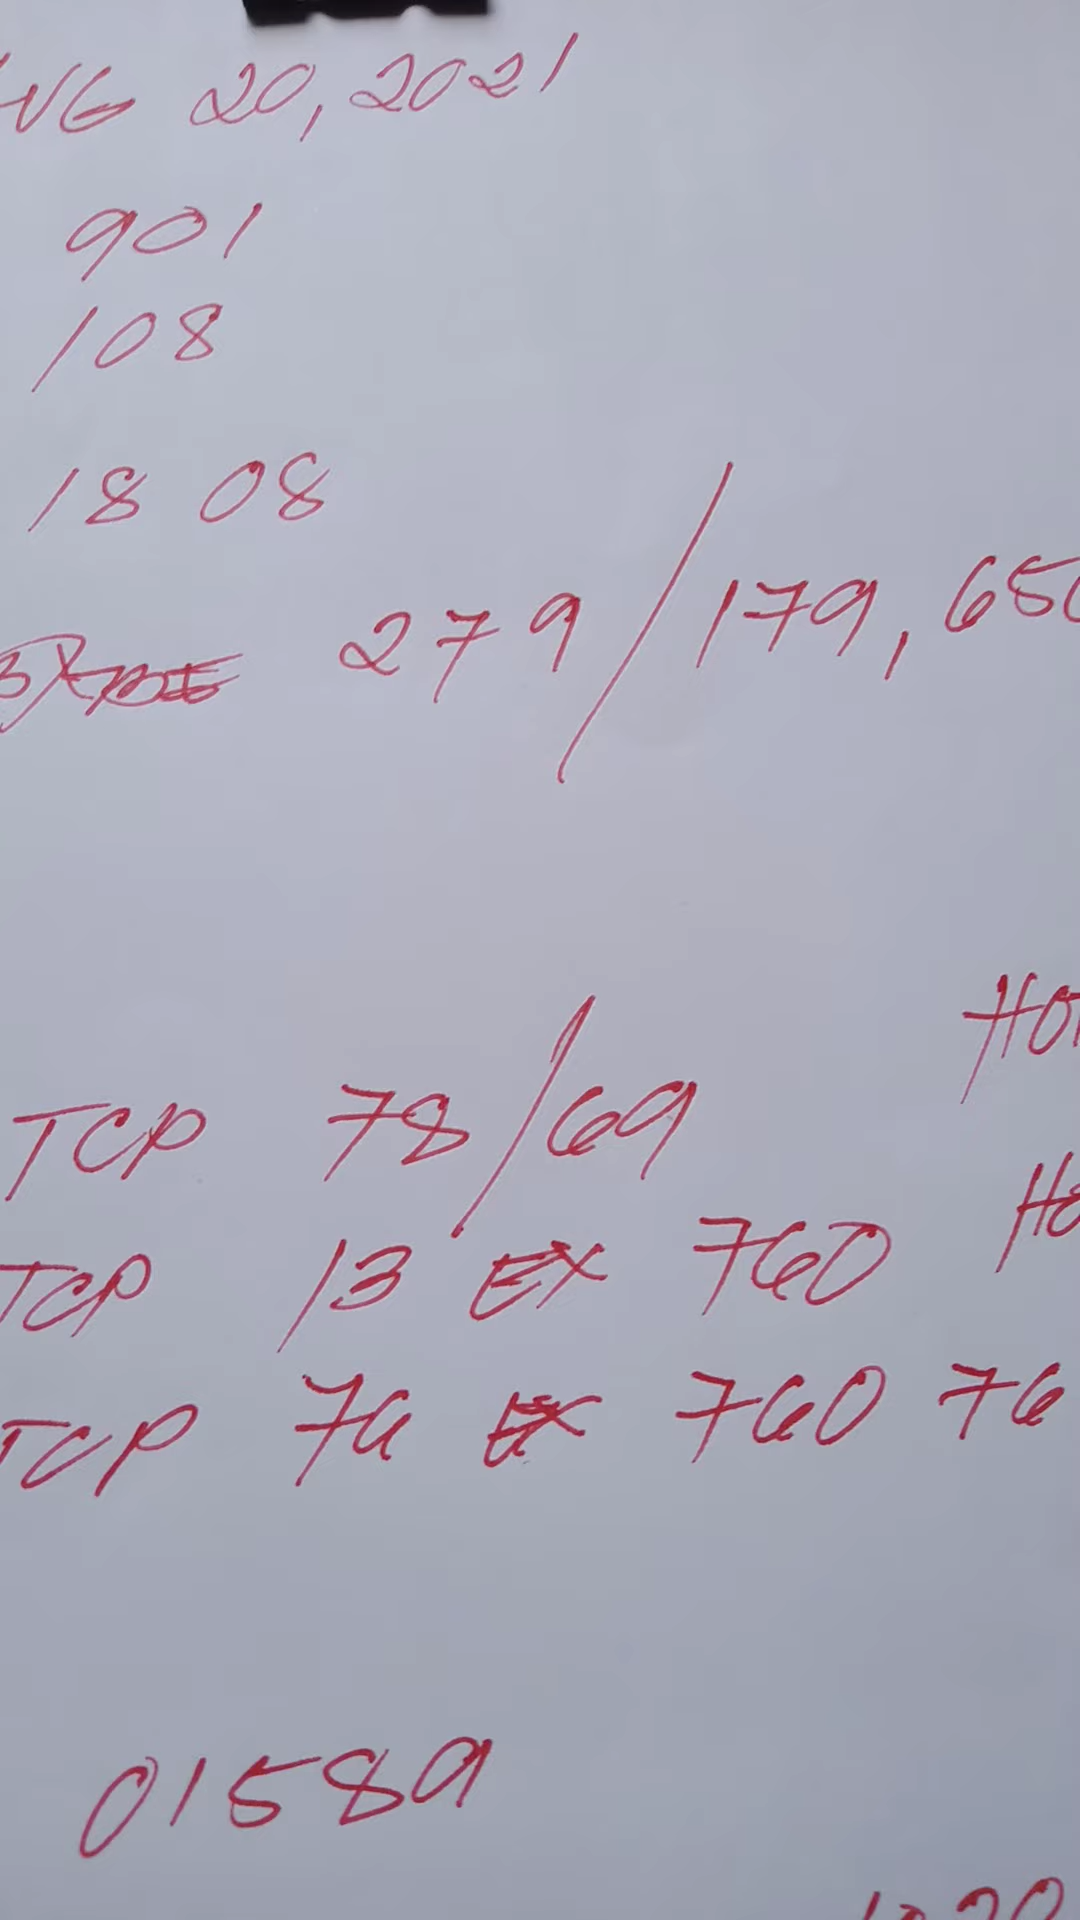 AUG 20, 2021
901
108
18 08
279/179,650
TCP 78/69
TCP 13 EX 760
TCP 79 EX 760 76
01589